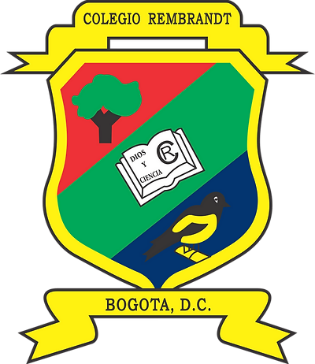 COLEGIO REMBRANDT
DIOS
Y
CIENCIA
CR
BOGOTA, D.C.